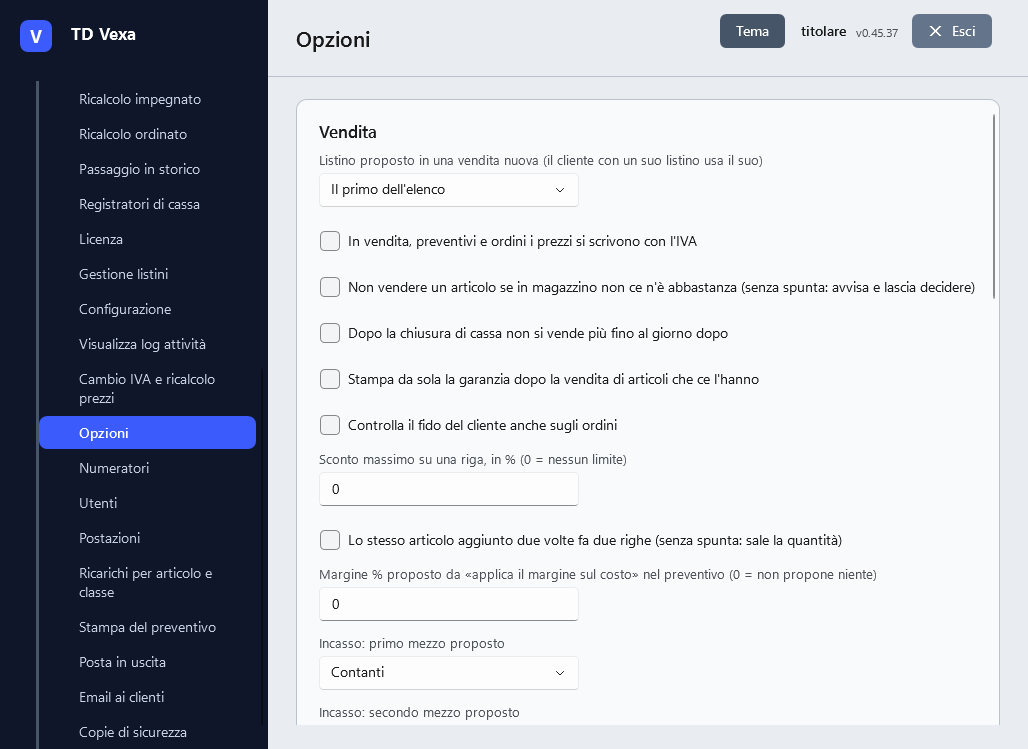 V
TD Vexa
Ricalcolo impegnato
Ricalcolo ordinato
Passaggio in storico
Registratori di cassa
Licenza
Gestione listini
Configurazione
Visualizza log attività
Cambio IVA e ricalcolo
prezzi
Opzioni
Numeratori
Utenti
Postazioni
Ricarichi per articolo e
classe
Stampa del preventivo
Posta in uscita
Email ai clienti
Copie di sicurezza
Opzioni
Tema
titolare
v0.45.37
Esci
Vendita
Listino proposto in una vendita nuova (il cliente con un suo listino usa il suo)
Il primo dell'elenco
In vendita, preventivi e ordini i prezzi si scrivono con l'IVA
Non vendere un articolo se in magazzino non ce n'è abbastanza (senza spunta: avvisa e lascia decidere)
Dopo la chiusura di cassa non si vende più fino al giorno dopo
Stampa da sola la garanzia dopo la vendita di articoli che ce l'hanno
Controlla il fido del cliente anche sugli ordini
Sconto massimo su una riga, in % (0 = nessun limite)
0
Lo stesso articolo aggiunto due volte fa due righe (senza spunta: sale la quantità)
Margine % proposto da «applica il margine sul costo» nel preventivo (0 = non propone niente)
0
Incasso: primo mezzo proposto
Contanti
Incasso: secondo mezzo proposto